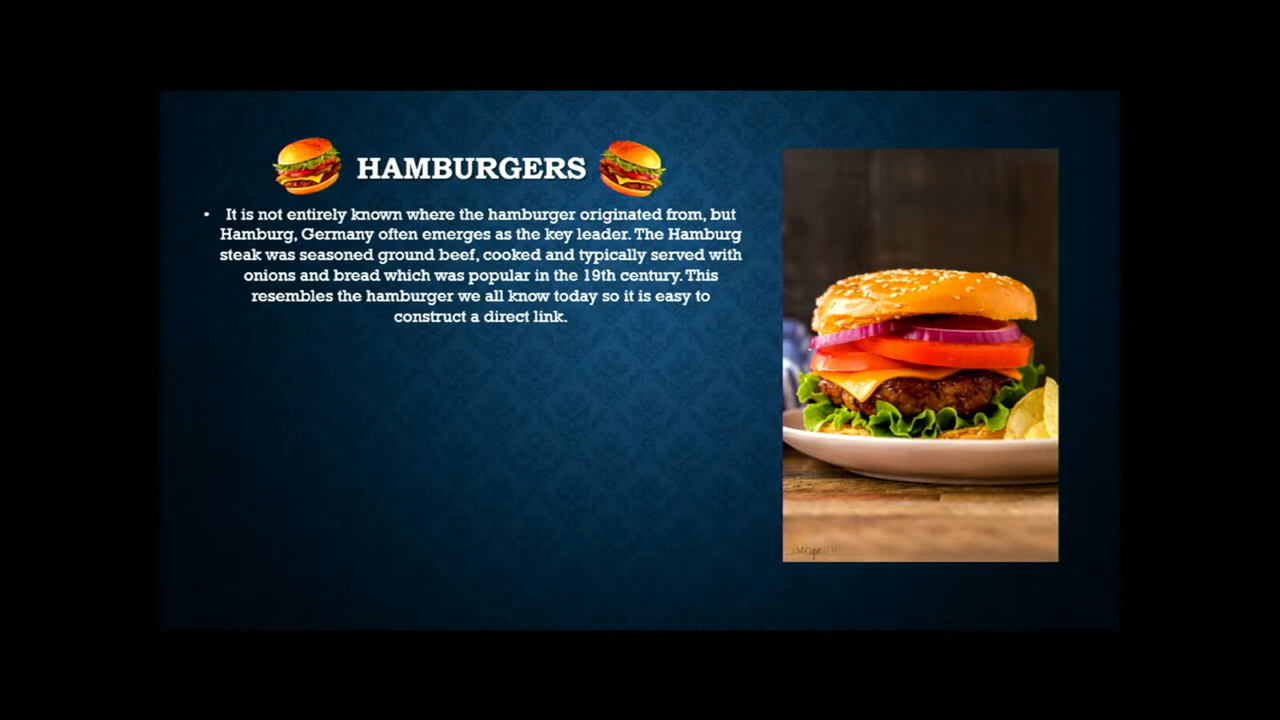 HAMBURGERS
• It is not entirely known where the hamburger originated from, but
Hamburg, Germany often emerges as the key leader. The Hamburg
steak was seasoned ground beef, cooked and typically served with
onions and bread which was popular in the 19th century. This
resembles the hamburger we all know today so it is easy to
construct a direct link.